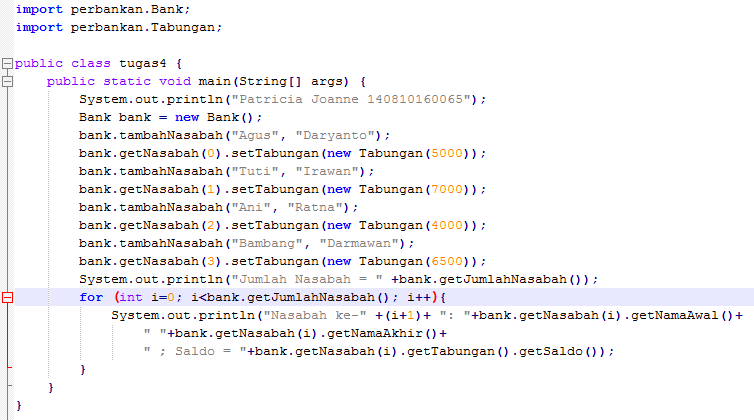 import perbankan.Bank;
import perbankan.Tabungan;
public class tugas4 {
public static void main(String[] args) {
System.out.println("Patricia Joanne 140810160065");
Bank bank = new Bank();
bank.tambahNasabah("Agus", "Daryanto");
bank.getNasabah(0).setTabungan(new Tabungan(5000));
bank.tambahNasabah("Tuti", "Irawan");
bank.getNasabah(1).setTabungan(new Tabungan(7000));
bank.tambahNasabah("Ani", "Ratna");
bank.getNasabah(2).setTabungan(new Tabungan(4000));
bank.tambahNasabah("Bambang", "Darmawan");
bank.getNasabah(3).setTabungan(new Tabungan(6500));
System.out.println("Jumlah Nasabah = " +bank.getJumlahNasabah());
for (int i=0; i<bank.getJumlahNasabah(); i++){
System.out.println("Nasabah ke-" +(i+1)+ ": "+bank.getNasabah(i).getNamaAwal()+
" "+bank.getNasabah(i).getNamaAkhir()+
" ; Saldo = "+bank.getNasabah(i).getTabungan().getSaldo());
}
}
}